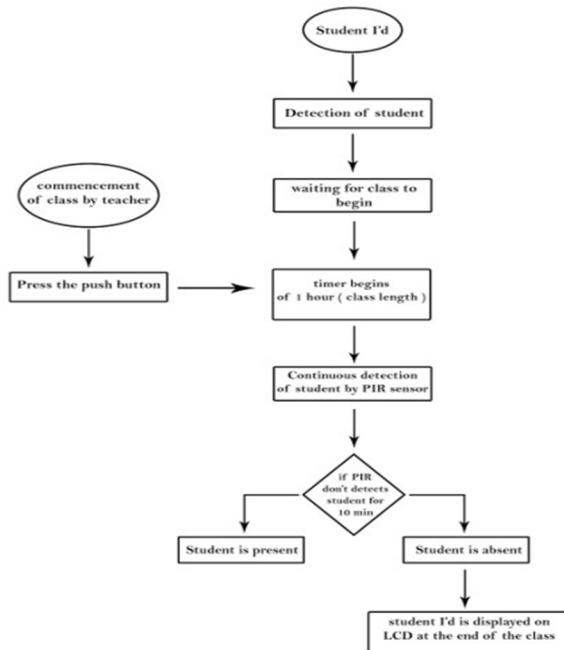 Student I'd
Detection of student
waiting for class to
begin
commencement
of class by teacher
Press the push button
timer begins
of 1 hour ( class length )
Continuous detection
of student by PIR sensor
if PIR
don't detects
student for
10 min
Student is present
Student is absent
student I'd is displayed on
LCD at the end of the class